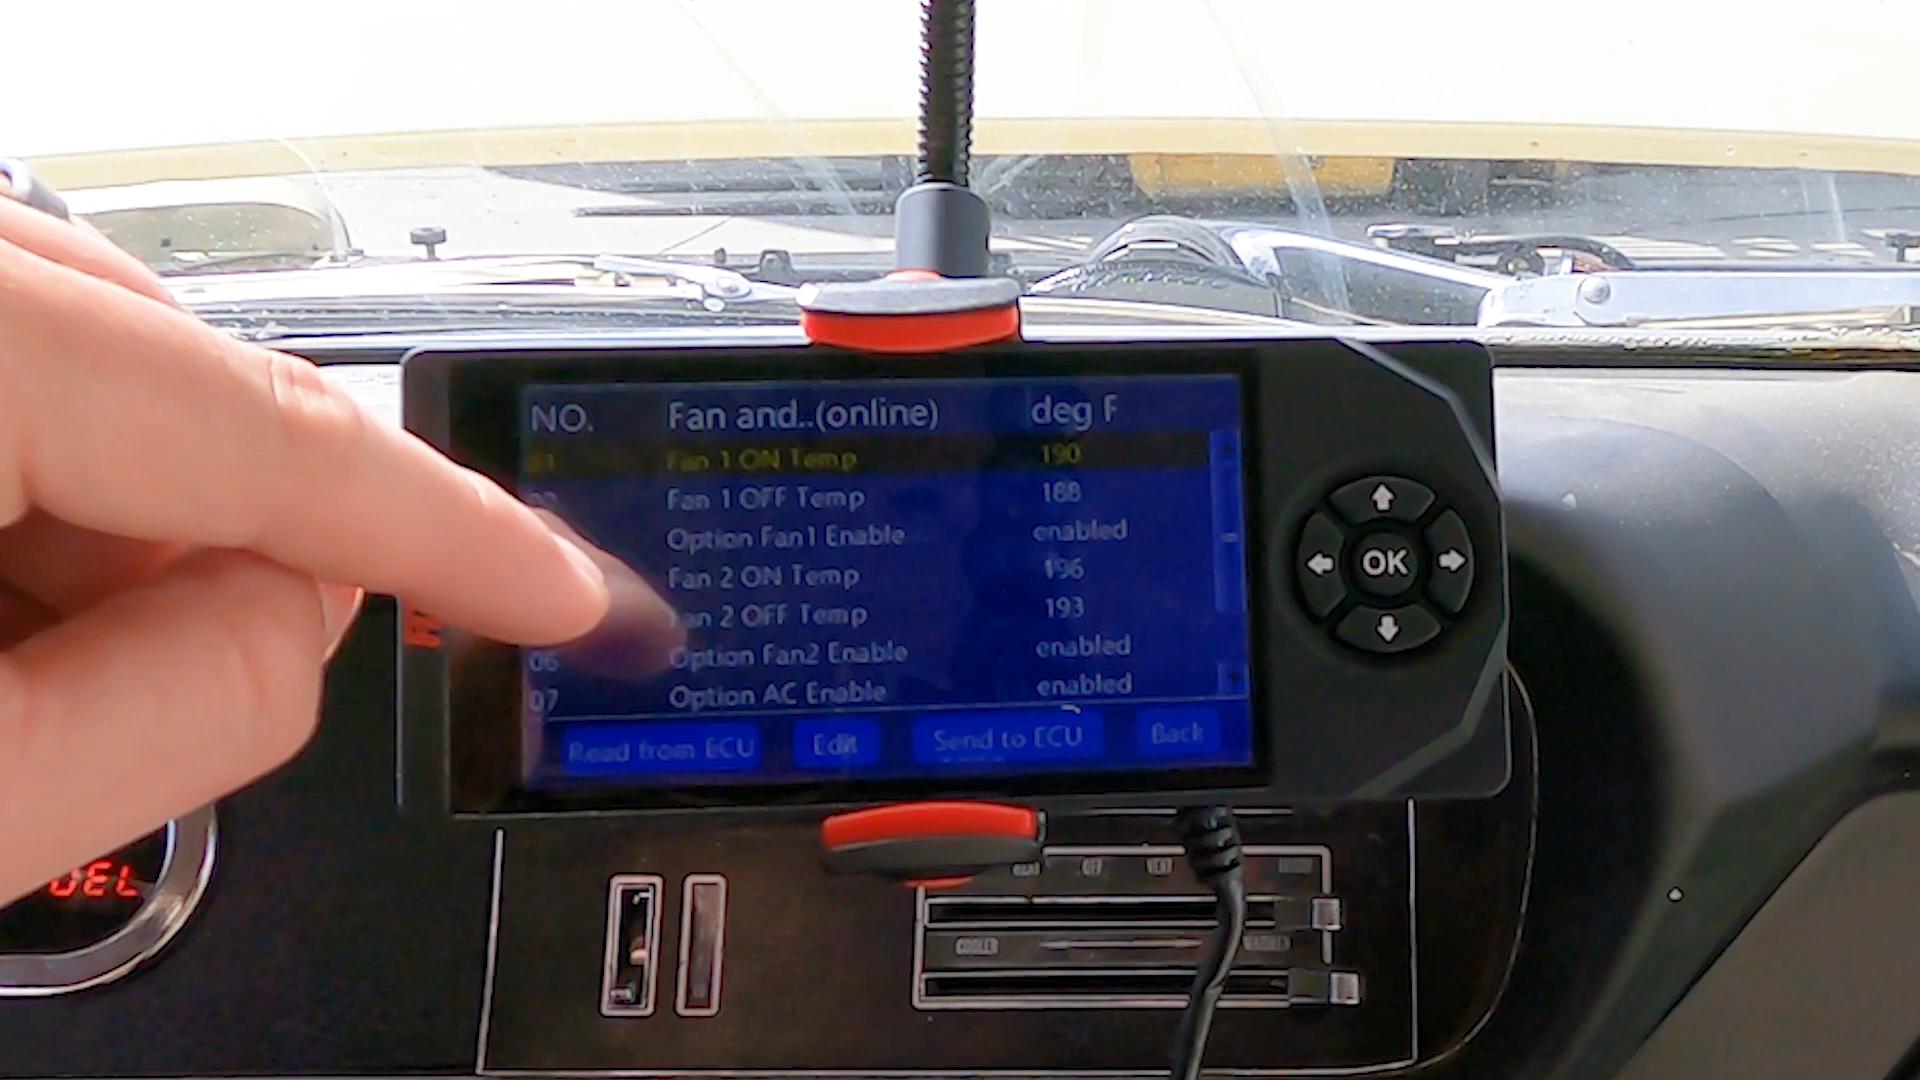 NO. Fan and..(online) deg F
01 Fan 1 ON Temp 190
Fan 1 OFF Temp 188
Option Fan1 Enable enabled
Fan 2 ON Temp 196
Fan 2 OFF Temp 193
06 Option Fan2 Enable enabled
07 Option AC Enable enabled
Read from ECU Edit Send to ECU Back
OK